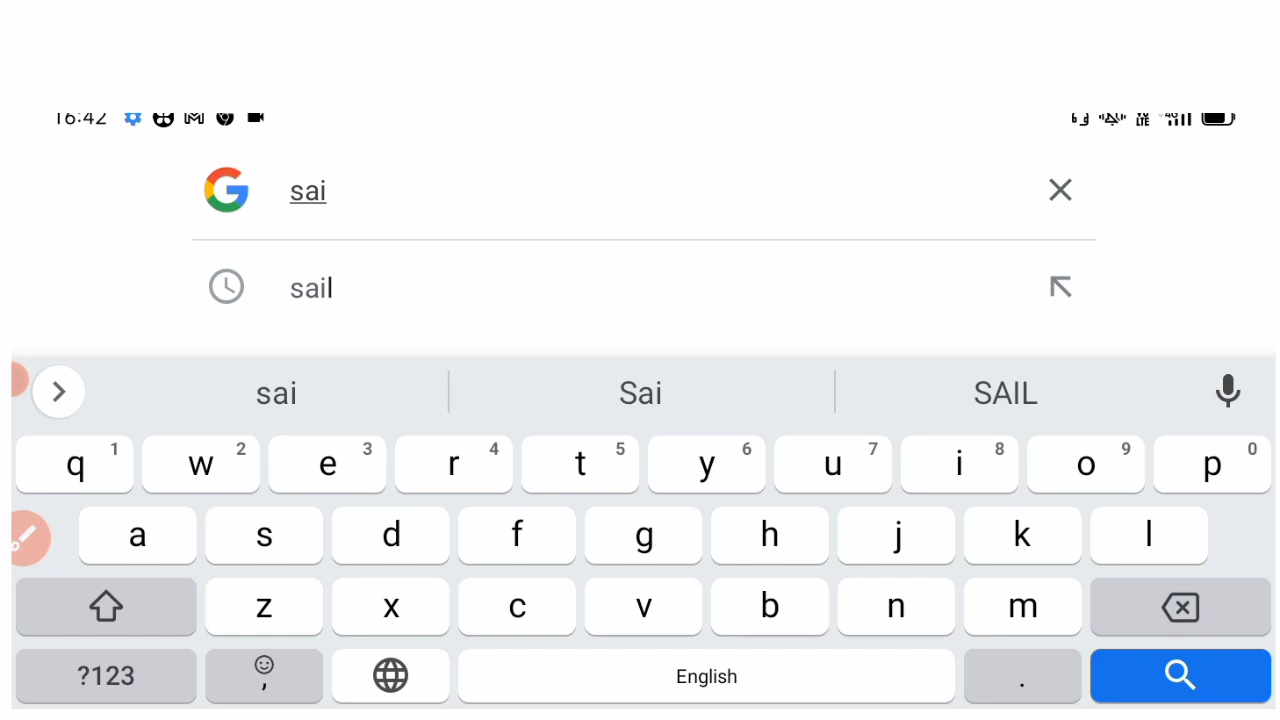 16:42
sai
sail
sai Sai SAIL
q 1 w 2 e 3 r 4 t 5 y 6 u 7 i 8 o 9 p 0
a s d f g h j k l
z x c v b n m
?123 , English .